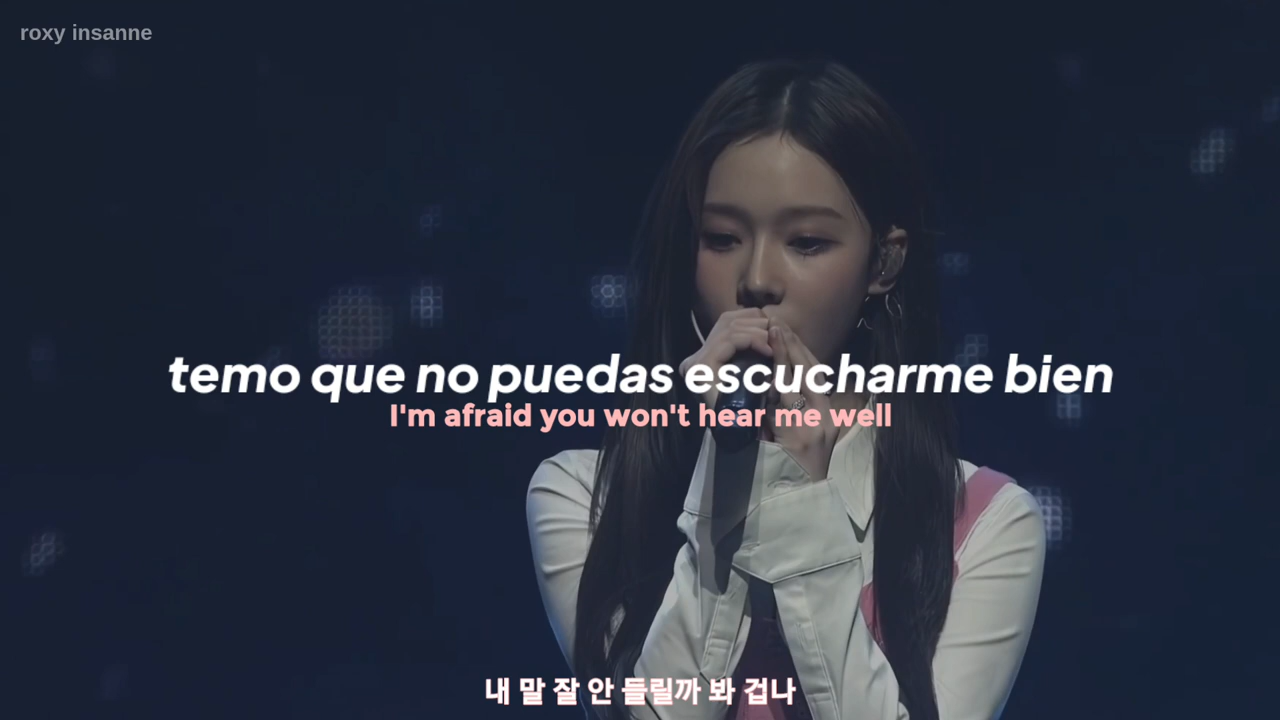 roxy insanne
temo que no puedas escucharme bien
I'm afraid you won't hear me well
내 말 잘 안 들릴까 봐 겁나